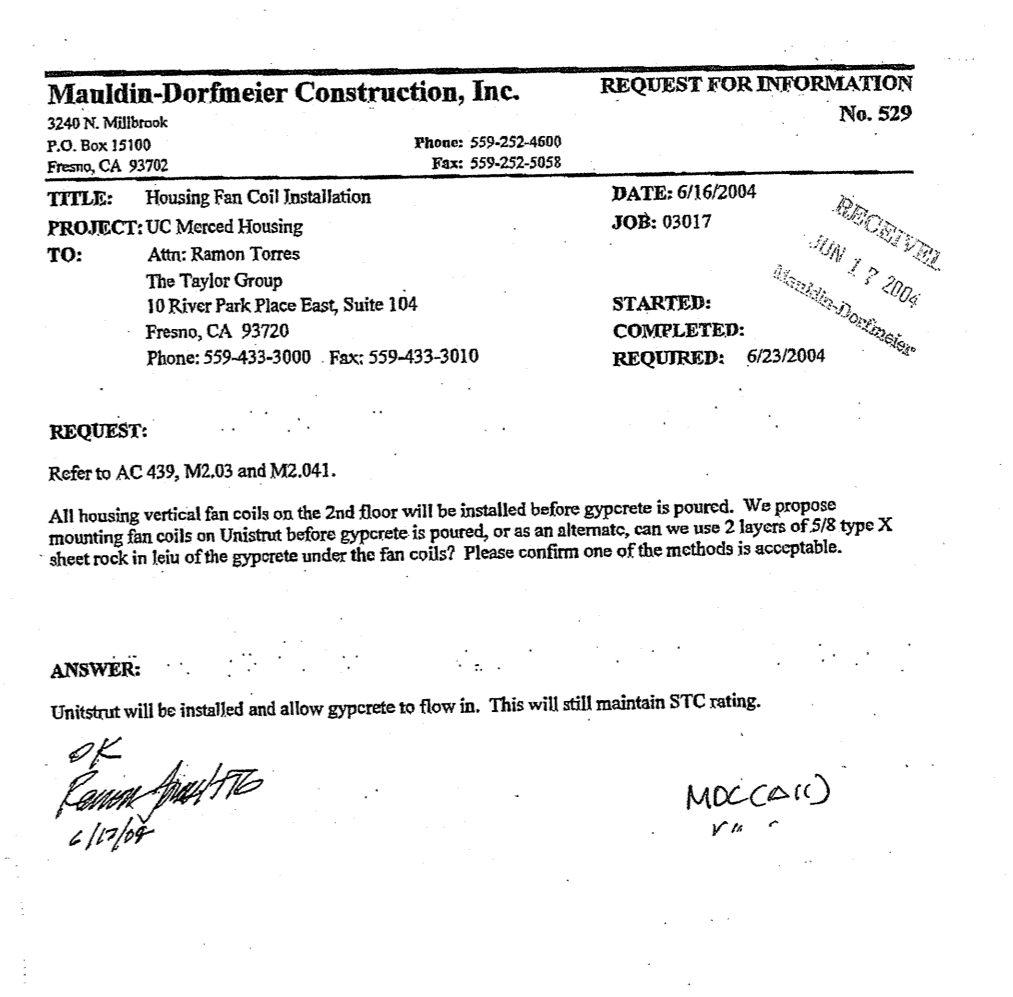 Mauldin-Dorfmeier Construction, Inc.
REQUEST FOR INFORMATION
No. 529
3240 N. Millbrook
P.O. Box 15100
Fresno, CA 93702
Phone: 559-252-4600
Fax: 559-252-5058
TITLE: Housing Fan Coil Installation
DATE: 6/16/2004
PROJECT: UC Merced Housing
JOB: 03017
RECEIVED
JUN 17 2004
Mauldin-Dorfmeier
TO: Attn: Ramon Torres
The Taylor Group
10 River Park Place East, Suite 104
STARTED:
Fresno, CA 93720
COMPLETED:
Phone: 559-433-3000 Fax: 559-433-3010
REQUIRED: 6/23/2004
REQUEST:
Refer to AC 439, M2.03 and M2.041.
All housing vertical fan coils on the 2nd floor will be installed before gypcrete is poured. We propose
mounting fan coils on Unistrut before gypcrete is poured, or as an alternate, can we use 2 layers of 5/8 type X
sheet rock in leiu of the gypcrete under the fan coils? Please confirm one of the methods is acceptable.
ANSWER:
Unitstrut will be installed and allow gypcrete to flow in. This will still maintain STC rating.
OK
Ramon TTG
6/17/04
MDC